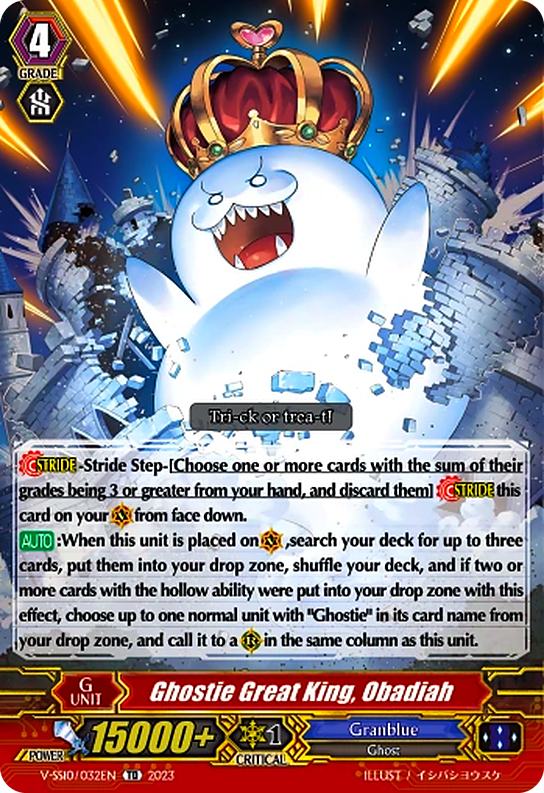 4
GRADE
Tri-ck or trea-t!
STRIDE-Stride Step-[Choose one or more cards with the sum of their
grades being 3 or greater from your hand, and discard them] STRIDE this
card on your V from face down.
AUTO:When this unit is placed on V,search your deck for up to three
cards, put them into your drop zone, shuffle your deck, and if two or
more cards with the hollow ability were put into your drop zone with this
effect, choose up to one normal unit with "Ghostie" in its card name from
your drop zone, and call it to a R in the same column as this unit.
G
UNIT
Ghostie Great King, Obadiah
POWER 15000+
1
CRITICAL
Granblue
Ghost
V-SS10/032EN TD 2023
ILLUST / イシバシヨウスケ